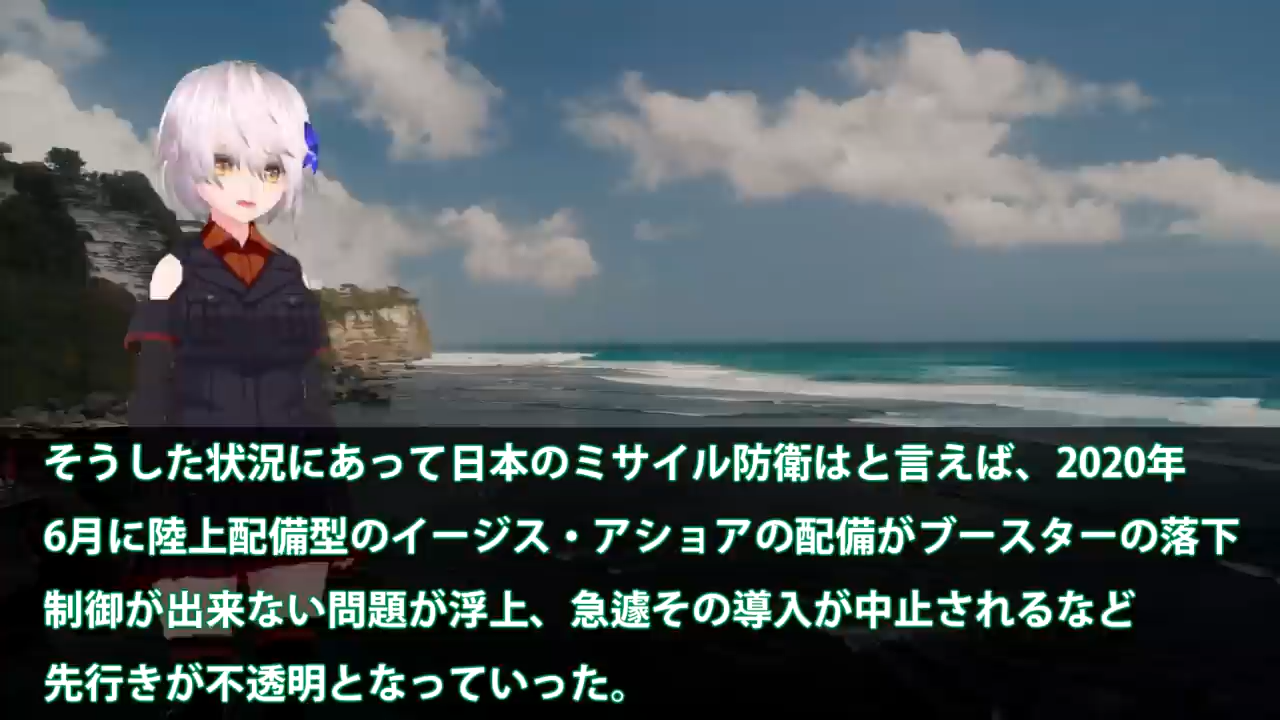 そうした状況にあって日本のミサイル防衛はと言えば、2020年
6月に陸上配備型のイージス・アショアの配備がブースターの落下
制御が出来ない問題が浮上、急遽その導入が中止されるなど
先行きが不透明となっていった。